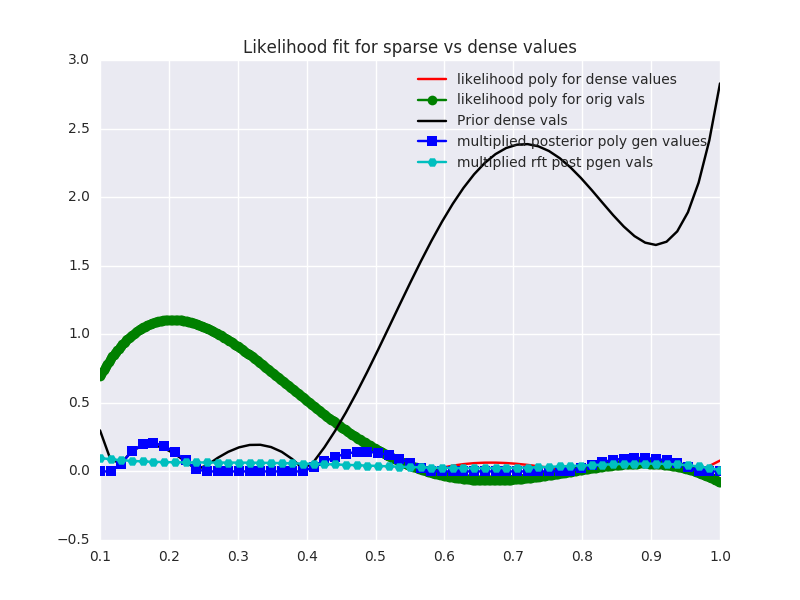 Likelihood fit for sparse vs dense values
3.0
2.5
2.0
1.5
1.0
0.5
0.0
−0.5
likelihood poly for dense values
likelihood poly for orig vals
Prior dense vals
multiplied posterior poly gen values
multiplied rft post pgen vals
0.1 0.2 0.3 0.4 0.5 0.6 0.7 0.8 0.9 1.0